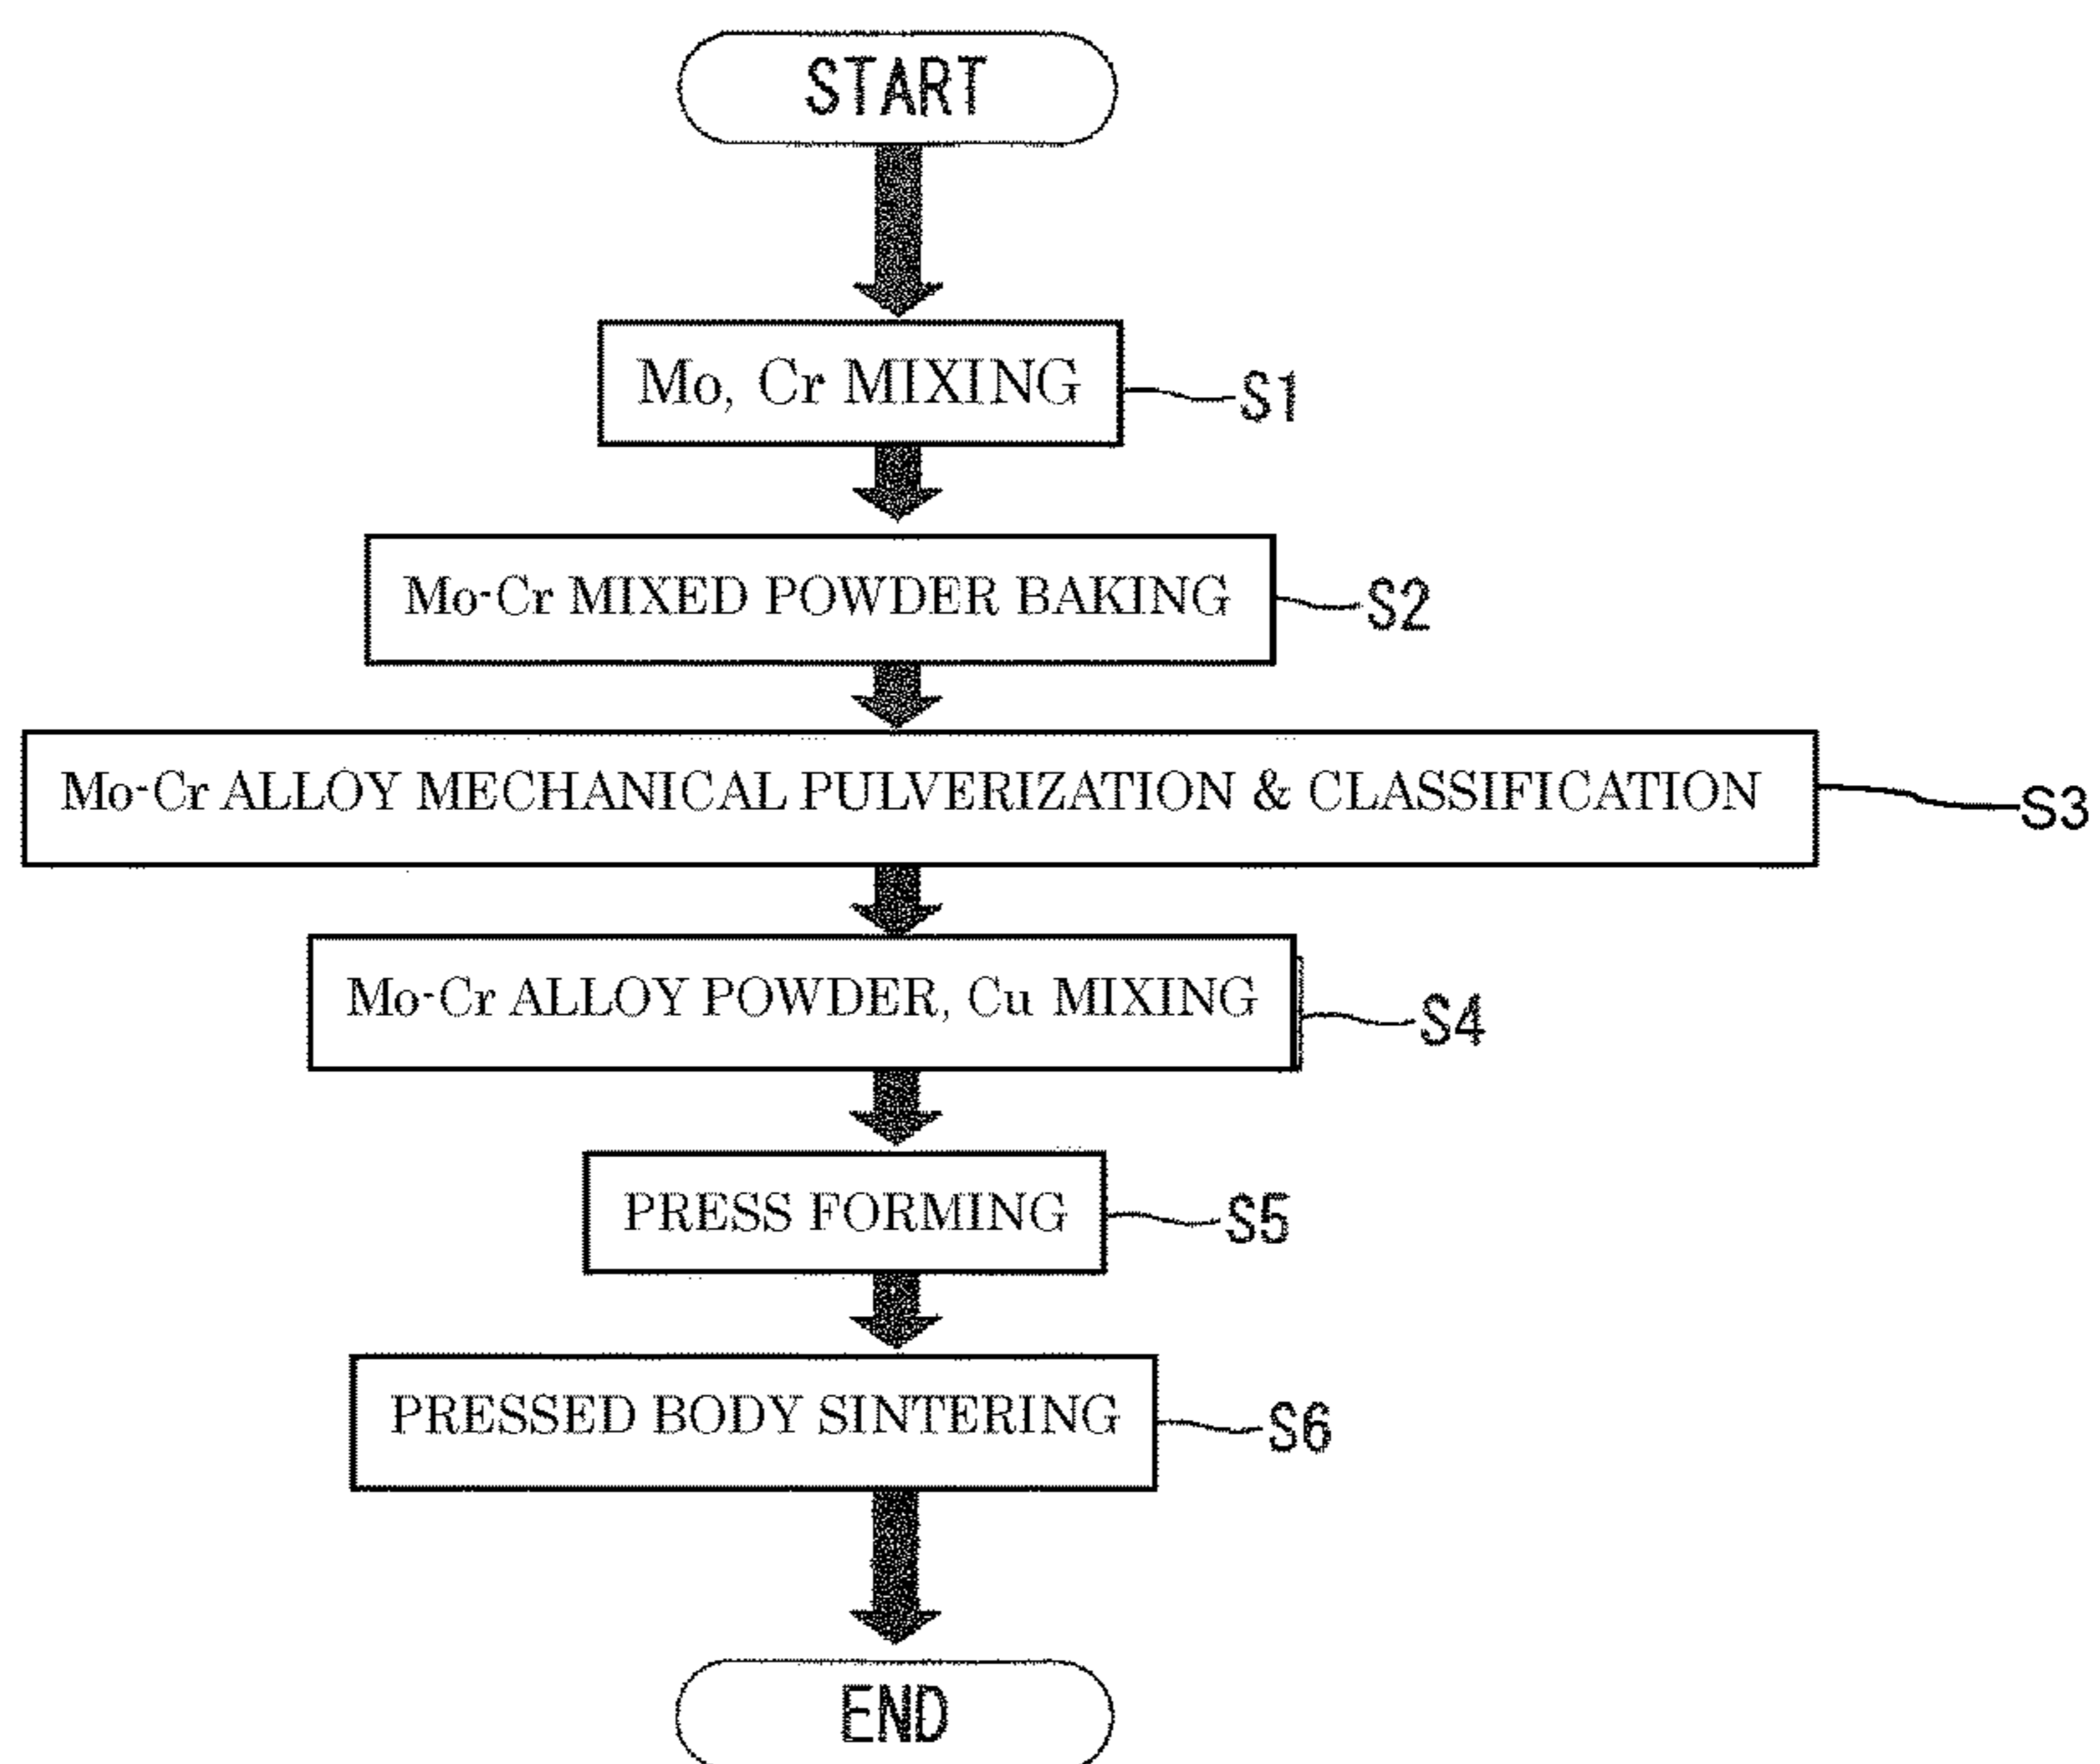 START
Mo, Cr MIXING
S1
Mo-Cr MIXED POWDER BAKING
S2
Mo-Cr ALLOY MECHANICAL PULVERIZATION & CLASSIFICATION
S3
Mo-Cr ALLOY POWDER, Cu MIXING
S4
PRESS FORMING
S5
PRESSED BODY SINTERING
S6
END